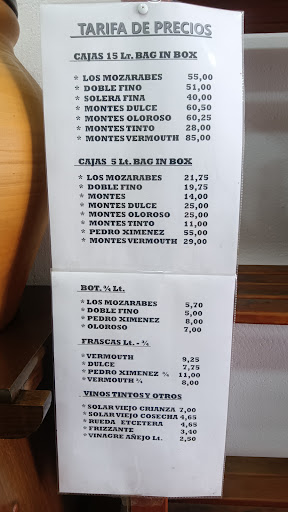 TARIFA DE PRECIOS
CAJAS 15 Lt. BAG IN BOX
* LOS MOZARABES 55,00
* DOBLE FINO 51,00
* SOLERA FINA 40,00
* MONTES DULCE 60,50
* MONTES OLOROSO 60,25
* MONTES TINTO 28,00
* MONTES VERMOUTH 85,00
CAJAS 5 Lt. BAG IN BOX
* LOS MOZARABES 21,75
* DOBLE FINO 19,75
* MONTES 14,00
* MONTES DULCE 25,00
* MONTES OLOROSO 25,00
* MONTES TINTO 11,00
* PEDRO XIMENEZ 55,00
* MONTES VERMOUTH 29,00
BOT. ¾ Lt.
* LOS MOZARABES 5,70
* DOBLE FINO 5,00
* PEDRO XIMENEZ 8,00
* OLOROSO 7,00
FRASCAS Lt. - ¾
* VERMOUTH 9,25
* DULCE 7,75
* PEDRO XIMENEZ ¾ 11,00
* VERMOUTH ¾ 8,00
VINOS TINTOS Y OTROS
* SOLAR VIEJO CRIANZA 7,00
* SOLAR VIEJO COSECHA 4,65
* RUEDA ETCETERA 4,65
* FRIZZANTE 3,40
* VINAGRE AÑEJO Lt. 2,50